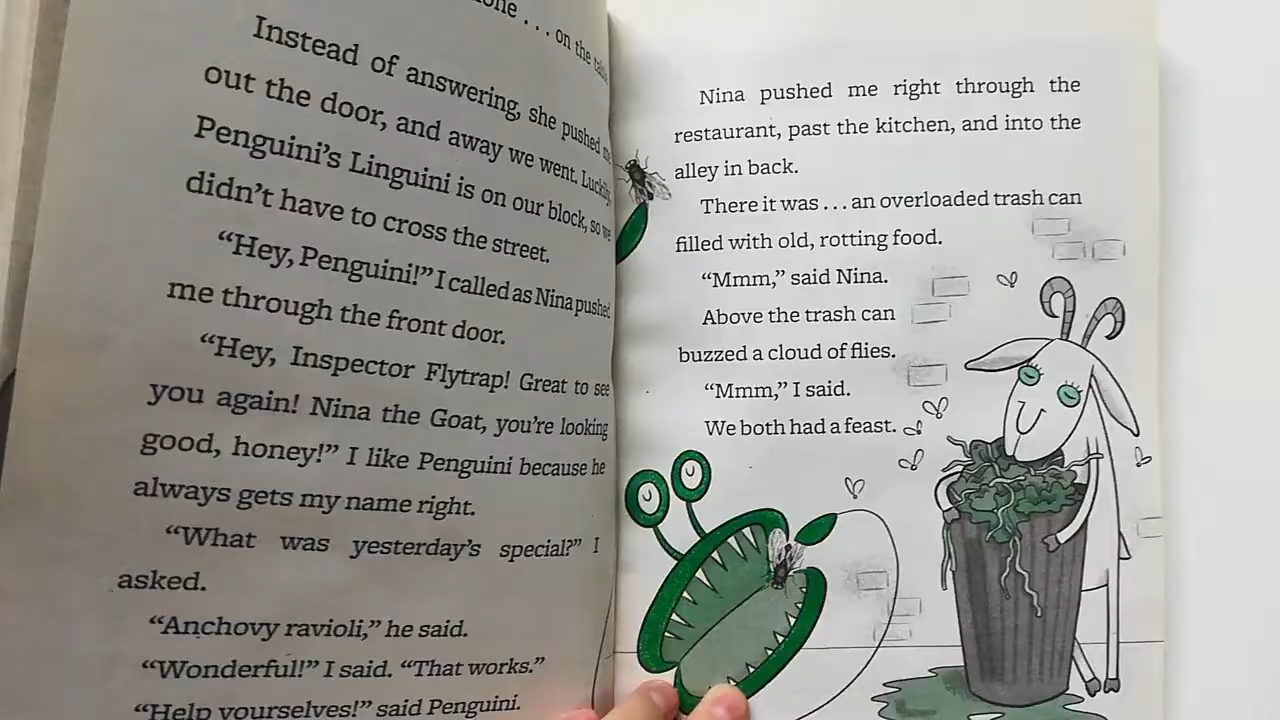 ... on the
Instead of answering, she pushed
out the door, and away we went. Luckily,
Penguini’s Linguini is on our block, so we
didn’t have to cross the street.
“Hey, Penguini!” I called as Nina pushed
me through the front door.
“Hey, Inspector Flytrap! Great to see
you again! Nina the Goat, you’re looking
good, honey!” I like Penguini because he
always gets my name right.
“What was yesterday’s special?” I
asked.
“Anchovy ravioli,” he said.
“Wonderful!” I said. “That works.”
“Help yourselves!” said Penguini.
Nina pushed me right through the
restaurant, past the kitchen, and into the
alley in back.
There it was . . . an overloaded trash can
filled with old, rotting food.
“Mmm,” said Nina.
Above the trash can
buzzed a cloud of flies.
“Mmm,” I said.
We both had a feast.